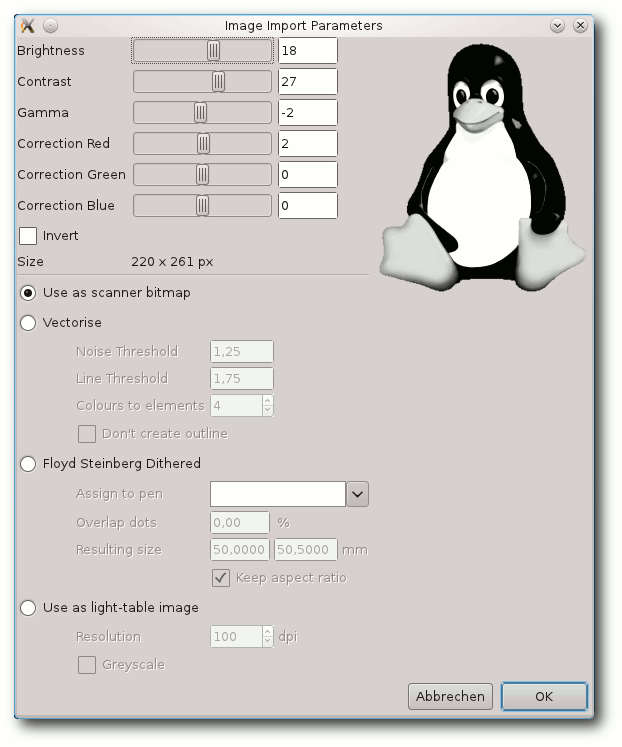 Image Import Parameters
Brightness 18
Contrast 27
Gamma -2
Correction Red 2
Correction Green 0
Correction Blue 0
Invert
Size 220 x 261 px
Use as scanner bitmap
Vectorise
Noise Threshold 1,25
Line Threshold 1,75
Colours to elements 4
Don't create outline
Floyd Steinberg Dithered
Assign to pen
Overlap dots 0,00 %
Resulting size 50,0000 50,5000 mm
Keep aspect ratio
Use as light-table image
Resolution 100 dpi
Greyscale
Abbrechen OK